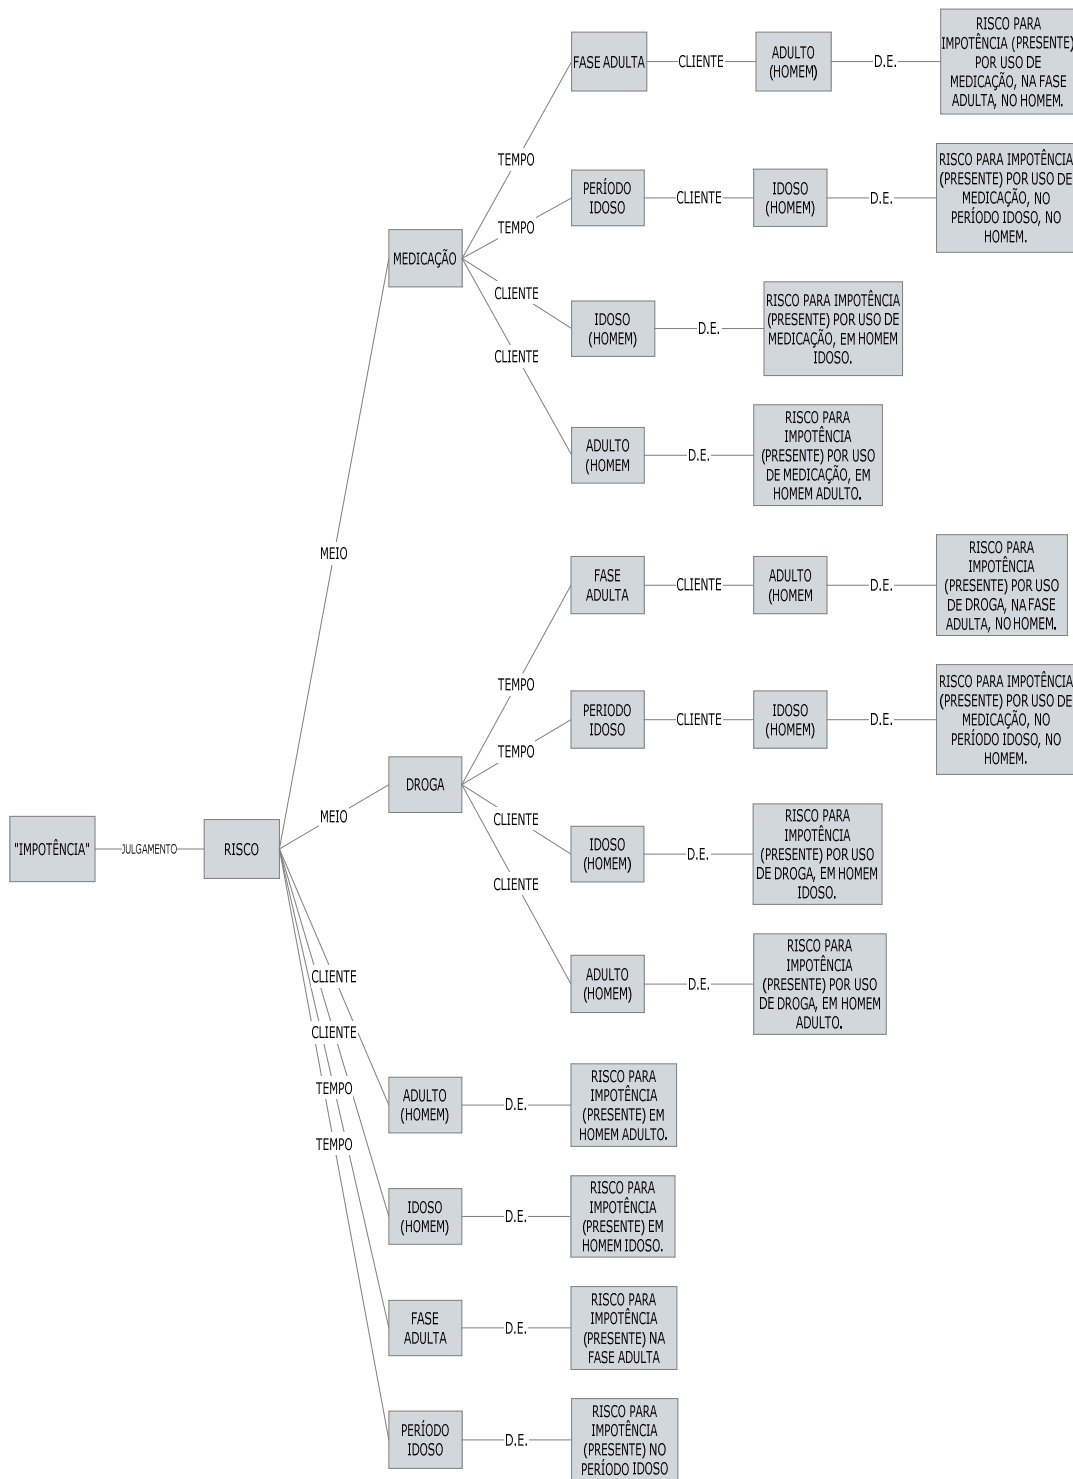 RISCO PARA
IMPOTÊNCIA (PRESENTE)
POR USO DE
MEDICAÇÃO, NA FASE
ADULTA, NO HOMEM.
FASE ADULTA
CLIENTE
ADULTO
(HOMEM)
D.E.
TEMPO
RISCO PARA IMPOTÊNCIA
(PRESENTE) POR USO DE
MEDICAÇÃO, NO
PERÍODO IDOSO, NO
HOMEM.
PERÍODO
IDOSO
CLIENTE
IDOSO
(HOMEM)
D.E.
TEMPO
MEDICAÇÃO
CLIENTE
IDOSO
(HOMEM)
D.E.
RISCO PARA IMPOTÊNCIA
(PRESENTE) POR USO DE
MEDICAÇÃO, EM HOMEM
IDOSO.
CLIENTE
ADULTO
(HOMEM
D.E.
RISCO PARA
IMPOTÊNCIA
(PRESENTE) POR USO
DE MEDICAÇÃO, EM
HOMEM ADULTO.
MEIO
FASE
ADULTA
CLIENTE
ADULTO
(HOMEM
D.E.
RISCO PARA
IMPOTÊNCIA
(PRESENTE) POR USO
DE DROGA, NA FASE
ADULTA, NO HOMEM.
TEMPO
PERIODO
IDOSO
CLIENTE
IDOSO
(HOMEM)
D.E.
RISCO PARA IMPOTÊNCIA
(PRESENTE) POR USO DE
MEDICAÇÃO, NO
PERÍODO IDOSO, NO
HOMEM.
TEMPO
DROGA
MEIO
CLIENTE
IDOSO
(HOMEM)
D.E.
RISCO PARA
IMPOTÊNCIA
(PRESENTE) POR USO
DE DROGA, EM HOMEM
IDOSO.
"IMPOTÊNCIA"
JULGAMENTO
RISCO
CLIENTE
ADULTO
(HOMEM)
D.E.
RISCO PARA
IMPOTÊNCIA
(PRESENTE) POR USO
DE DROGA, EM HOMEM
ADULTO.
CLIENTE
CLIENTE
TEMPO
TEMPO
ADULTO
(HOMEM)
D.E.
RISCO PARA
IMPOTÊNCIA
(PRESENTE) EM
HOMEM ADULTO.
IDOSO
(HOMEM)
D.E.
RISCO PARA
IMPOTÊNCIA
(PRESENTE) EM
HOMEM IDOSO.
FASE
ADULTA
D.E.
RISCO PARA
IMPOTÊNCIA
(PRESENTE) NA
FASE ADULTA
PERÍODO
IDOSO
D.E.
RISCO PARA
IMPOTÊNCIA
(PRESENTE) NO
PERÍODO IDOSO